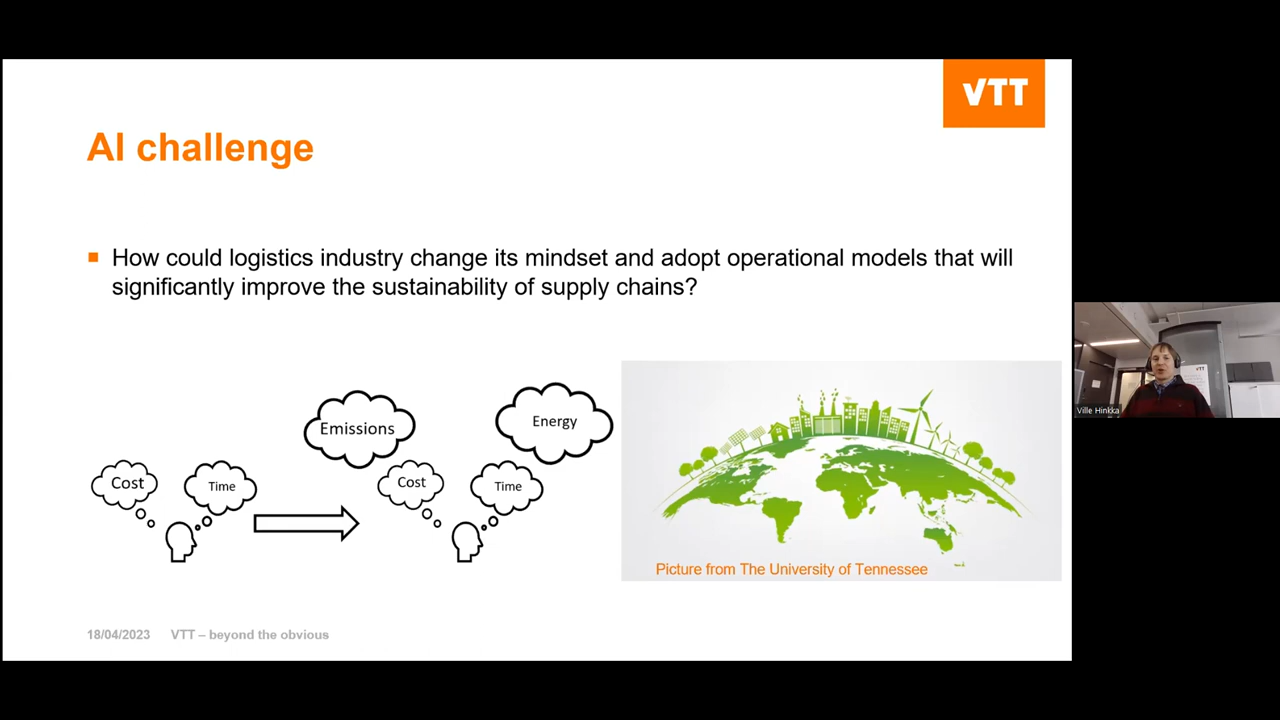 VTT
AI challenge
How could logistics industry change its mindset and adopt operational models that will
significantly improve the sustainability of supply chains?
Emissions
Energy
Cost
Time
Cost
Time
Picture from The University of Tennessee
18/04/2023 VTT – beyond the obvious
VTT
Ville Hinkka